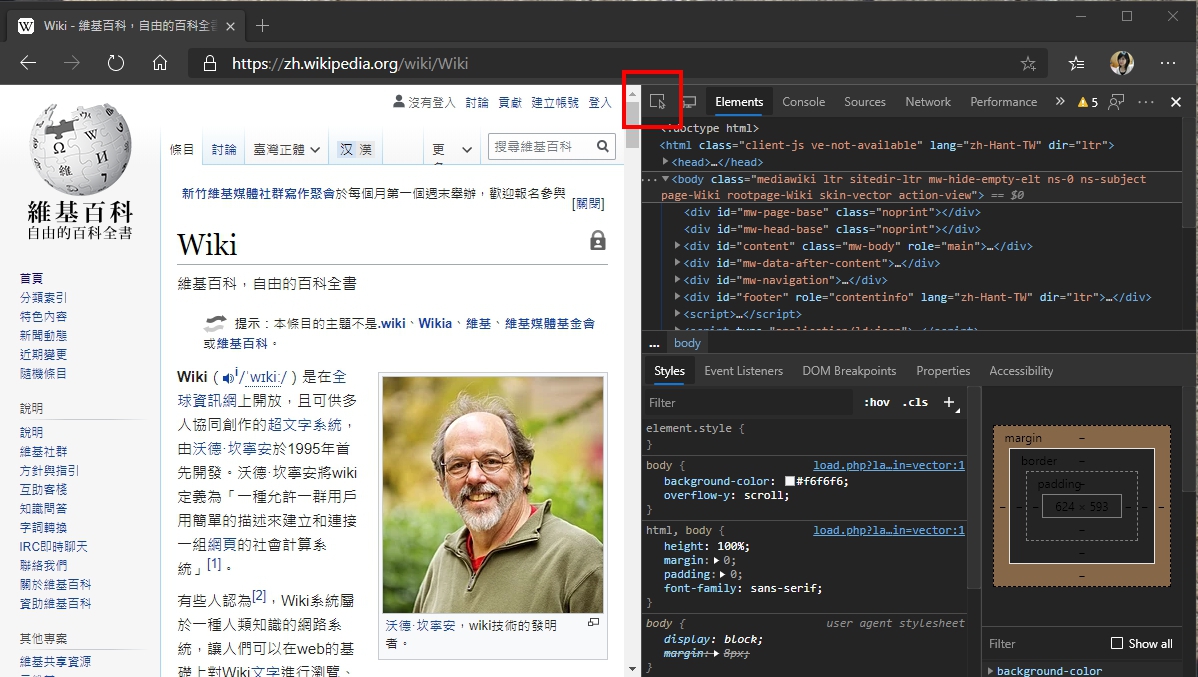 Wiki - 維基百科，自由的百科全書
https://zh.wikipedia.org/wiki/Wiki
維基百科
自由的百科全書
首頁
分類索引
特色內容
新聞動態
近期變更
隨機條目
說明
說明
維基社群
方針與指引
互助客棧
知識問答
字詞轉換
IRC即時聊天
聯絡我們
關於維基百科
資助維基百科
其他專案
維基共享資源
沒有登入 討論 貢獻 建立帳號 登入
條目 討論 臺灣正體 汉 漢 更 搜尋維基百科
新竹維基媒體社群寫作聚會於每個月第一個週末舉辦，歡迎報名參與
[關閉]
Wiki
維基百科，自由的百科全書
提示：本條目的主題不是.wiki、Wikia、維基、維基媒體基金會
或維基百科。
Wiki（ i/ˈwɪkiː/ ）是在全
球資訊網上開放，且可供多
人協同創作的超文字系統，
由沃德·坎寧安於1995年首
先開發。沃德·坎寧安將wiki
定義為「一種允許一群用戶
用簡單的描述來建立和連接
一組網頁的社會計算系
統」[1]。
有些人認為[2]，Wiki系統屬
於一種人類知識的網路系
統，讓人們可以在web的基
礎上對Wiki文字進行瀏覽、
沃德·坎寧安，wiki技術的發明
者。
Elements Console Sources Network Performance » 5
<!doctype html>
<html class="client-js ve-not-available" lang="zh-Hant-TW" dir="ltr">
<head>…</head>
<body class="mediawiki ltr sitedir-ltr mw-hide-empty-elt ns-0 ns-subject
page-Wiki rootpage-Wiki skin-vector action-view"> == $0
<div id="mw-page-base" class="noprint"></div>
<div id="mw-head-base" class="noprint"></div>
<div id="content" class="mw-body" role="main">…</div>
<div id="mw-data-after-content">…</div>
<div id="mw-navigation">…</div>
<div id="footer" role="contentinfo" lang="zh-Hant-TW" dir="ltr">…</div>
<script>…</script>
<script type="application/ld+json">…</script>
... body
Styles Event Listeners DOM Breakpoints Properties Accessibility
Filter :hov .cls +
element.style {
}
body { load.php?la…in=vector:1
background-color: #f6f6f6;
overflow-y: scroll;
}
html, body { load.php?la…in=vector:1
height: 100%;
margin: 0;
padding: 0;
font-family: sans-serif;
}
body { user agent stylesheet
display: block;
margin: 8px;
}
margin –
border –
padding –
– – – 624 × 593 – – –
–
–
–
Filter Show all
background-color